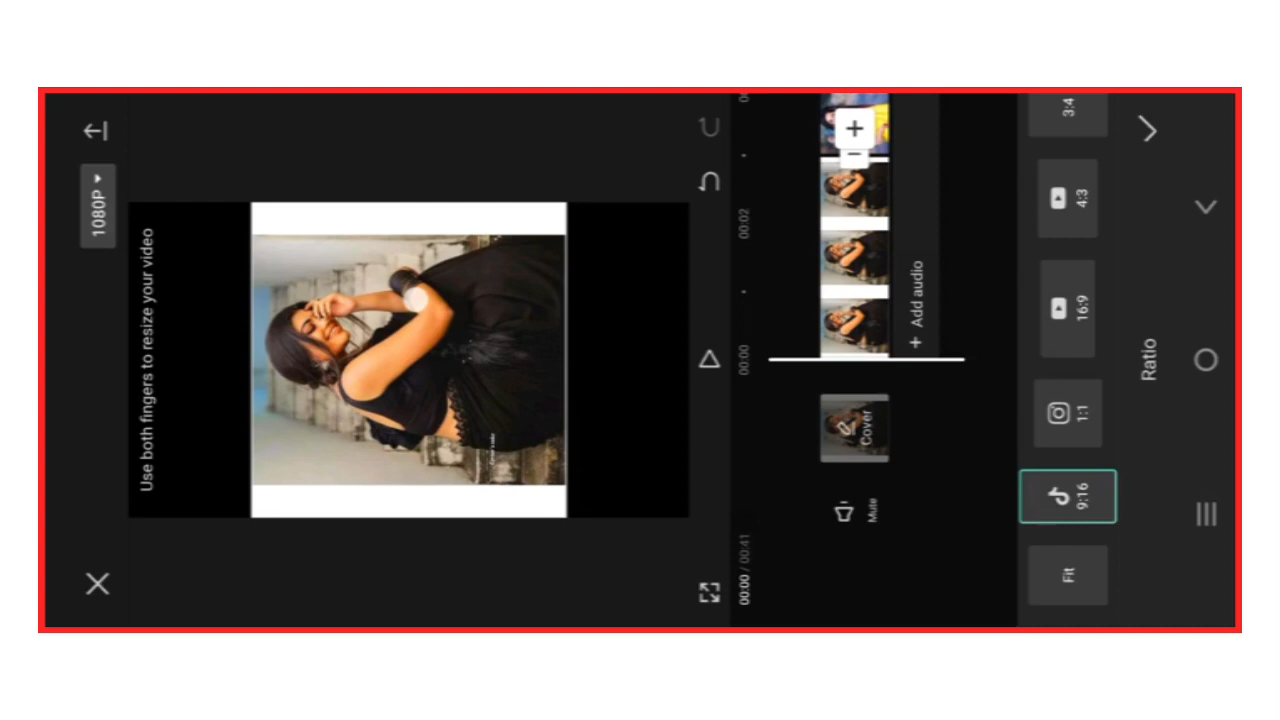 1080P
Use both fingers to resize your video
00:00 / 00:41 00:00 00:02
Mute Cover
+ Add audio
Fit 9:16 1:1 16:9 4:3 3:4
Ratio